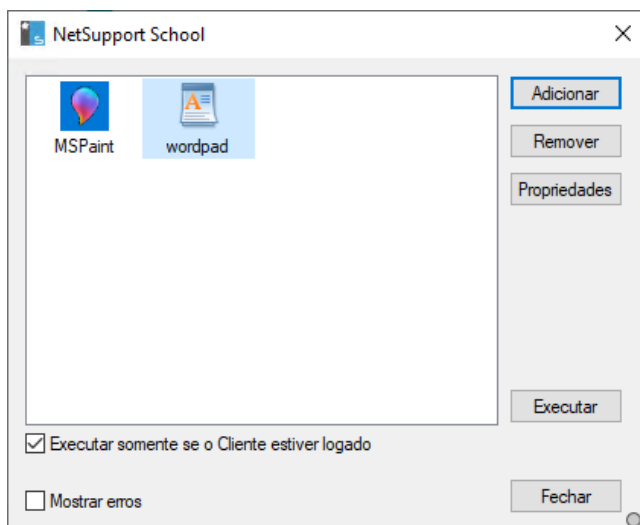 NetSupport School
MSPaint
wordpad
Adicionar
Remover
Propriedades
Executar
Executar somente se o Cliente estiver logado
Mostrar erros
Fechar